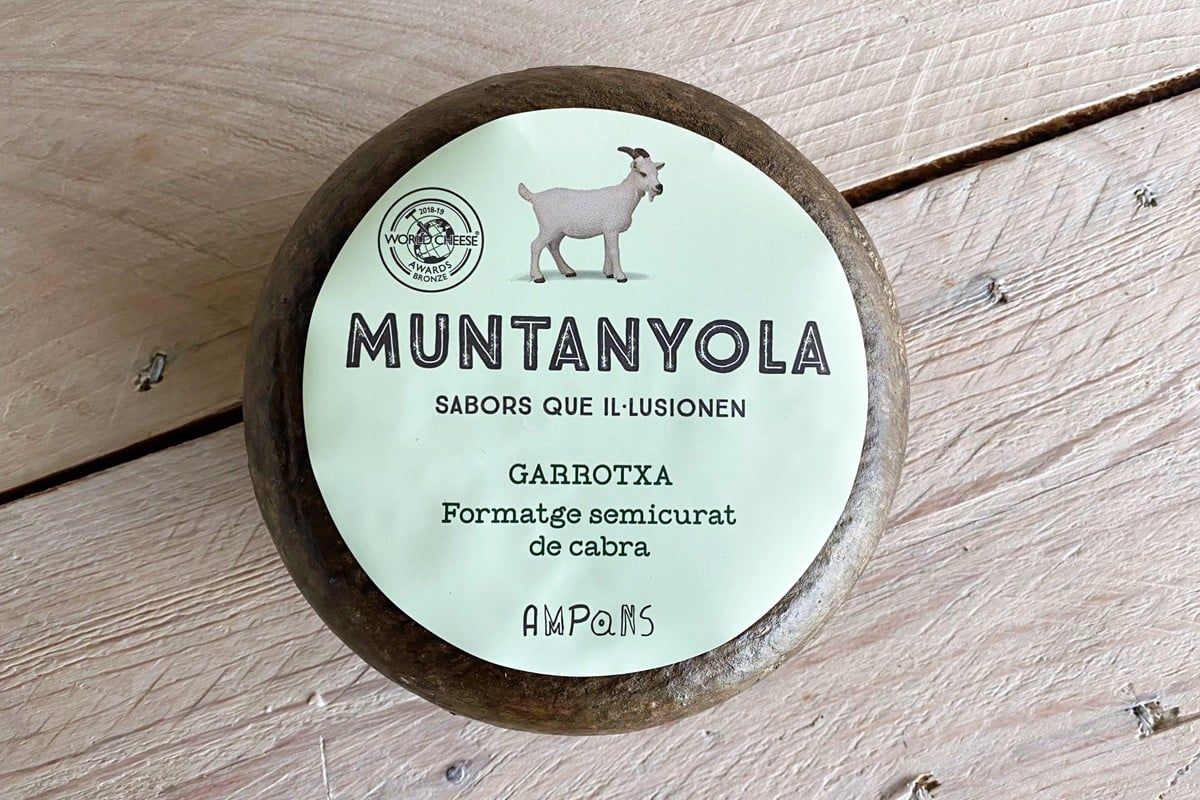 2018-19
WORLD CHEESE
AWARDS
BRONZE
MUNTANYOLA
SABORS QUE IL·LUSIONEN
GARROTXA
Formatge semicurat
de cabra
AMPANS